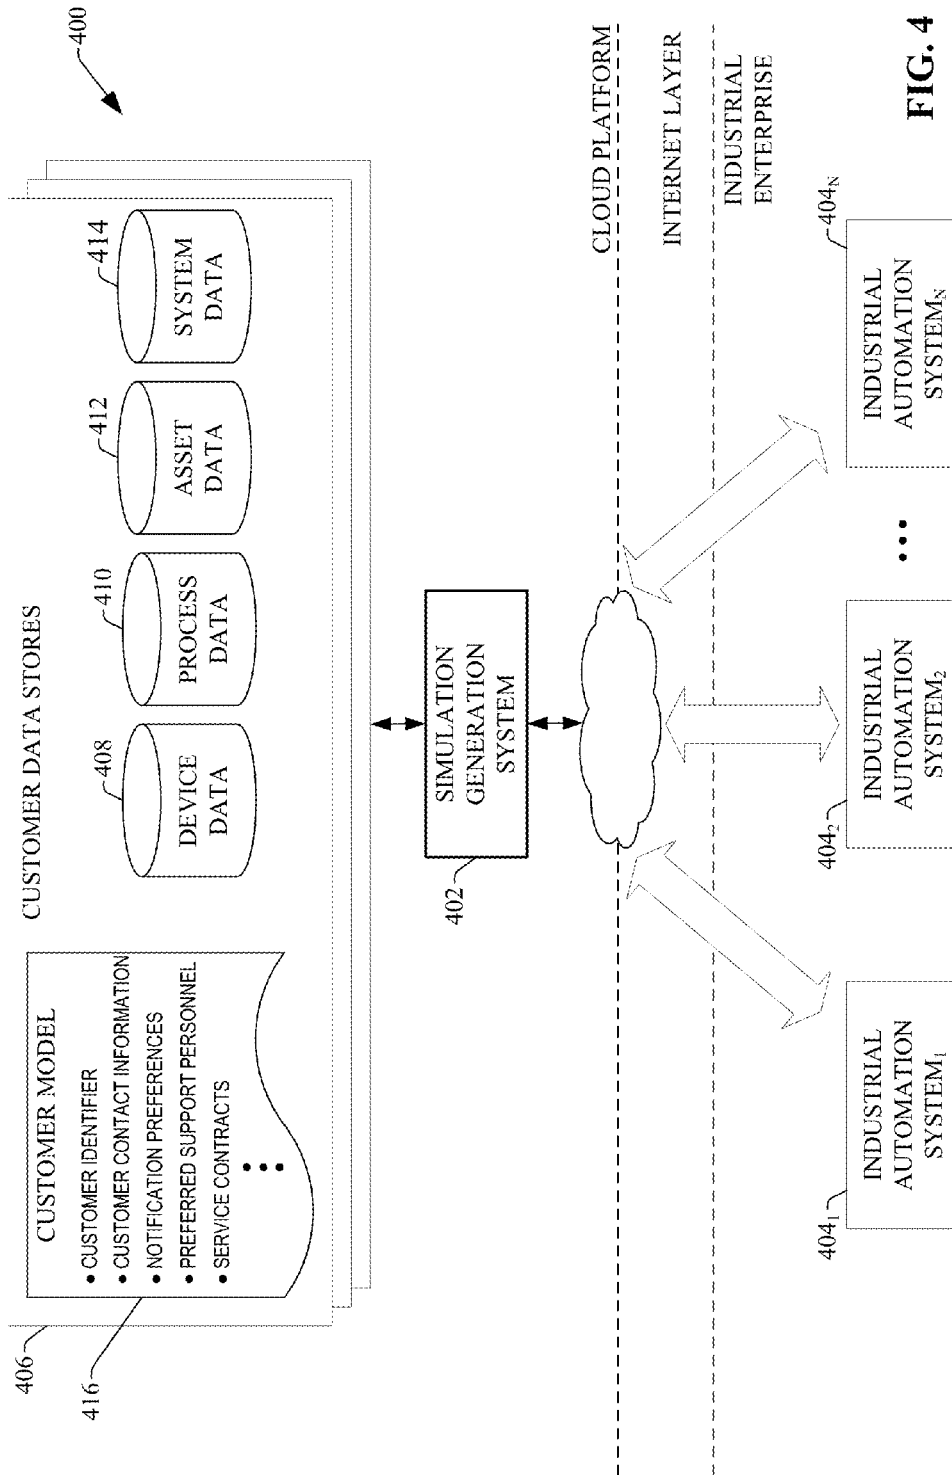 400
CUSTOMER DATA STORES
406
416
CUSTOMER MODEL
• CUSTOMER IDENTIFIER
• CUSTOMER CONTACT INFORMATION
• NOTIFICATION PREFERENCES
• PREFERRED SUPPORT PERSONNEL
• SERVICE CONTRACTS
•••
408
DEVICE
DATA
410
PROCESS
DATA
412
ASSET
DATA
414
SYSTEM
DATA
402
SIMULATION
GENERATION
SYSTEM
CLOUD PLATFORM
INTERNET LAYER
INDUSTRIAL
ENTERPRISE
404₁
INDUSTRIAL
AUTOMATION
SYSTEM₁
404₂
INDUSTRIAL
AUTOMATION
SYSTEM₂
•••
404N
INDUSTRIAL
AUTOMATION
SYSTEMN
FIG. 4